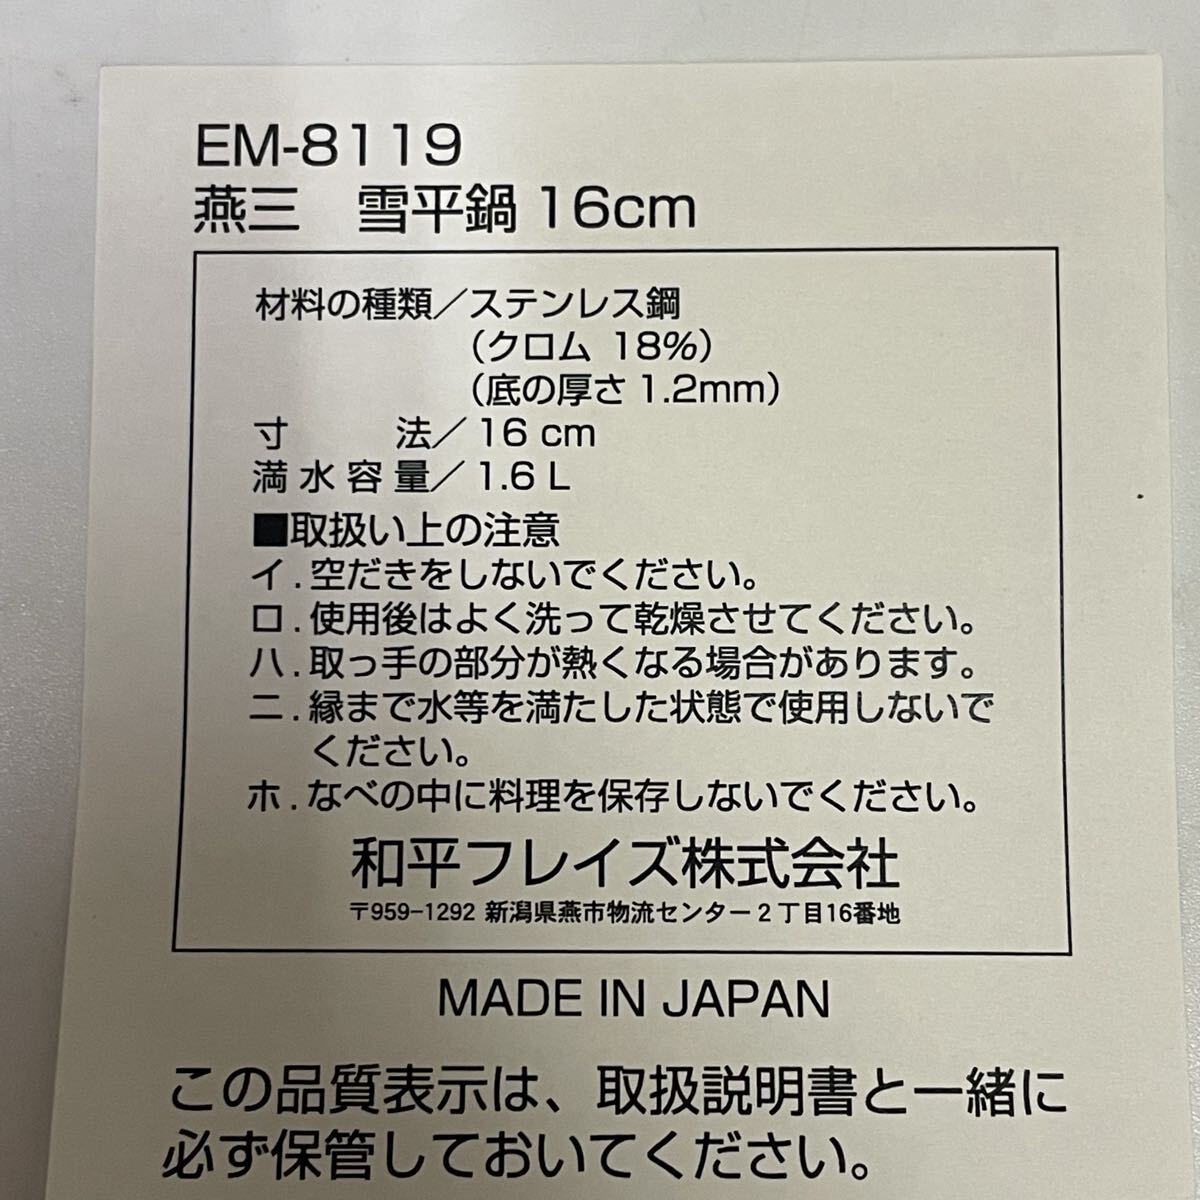 EM-8119
燕三　雪平鍋 16cm
材料の種類／ステンレス鋼
（クロム 18%）
（底の厚さ 1.2mm）
寸　　　法／16 cm
満 水 容 量／1.6 L
■取扱い上の注意
イ.空だきをしないでください。
ロ.使用後はよく洗って乾燥させてください。
ハ.取っ手の部分が熱くなる場合があります。
ニ.縁まで水等を満たした状態で使用しないで
ください。
ホ.なべの中に料理を保存しないでください。
和平フレイズ株式会社
〒959-1292 新潟県燕市物流センター2丁目16番地
MADE IN JAPAN
この品質表示は、取扱説明書と一緒に
必ず保管しておいてください。